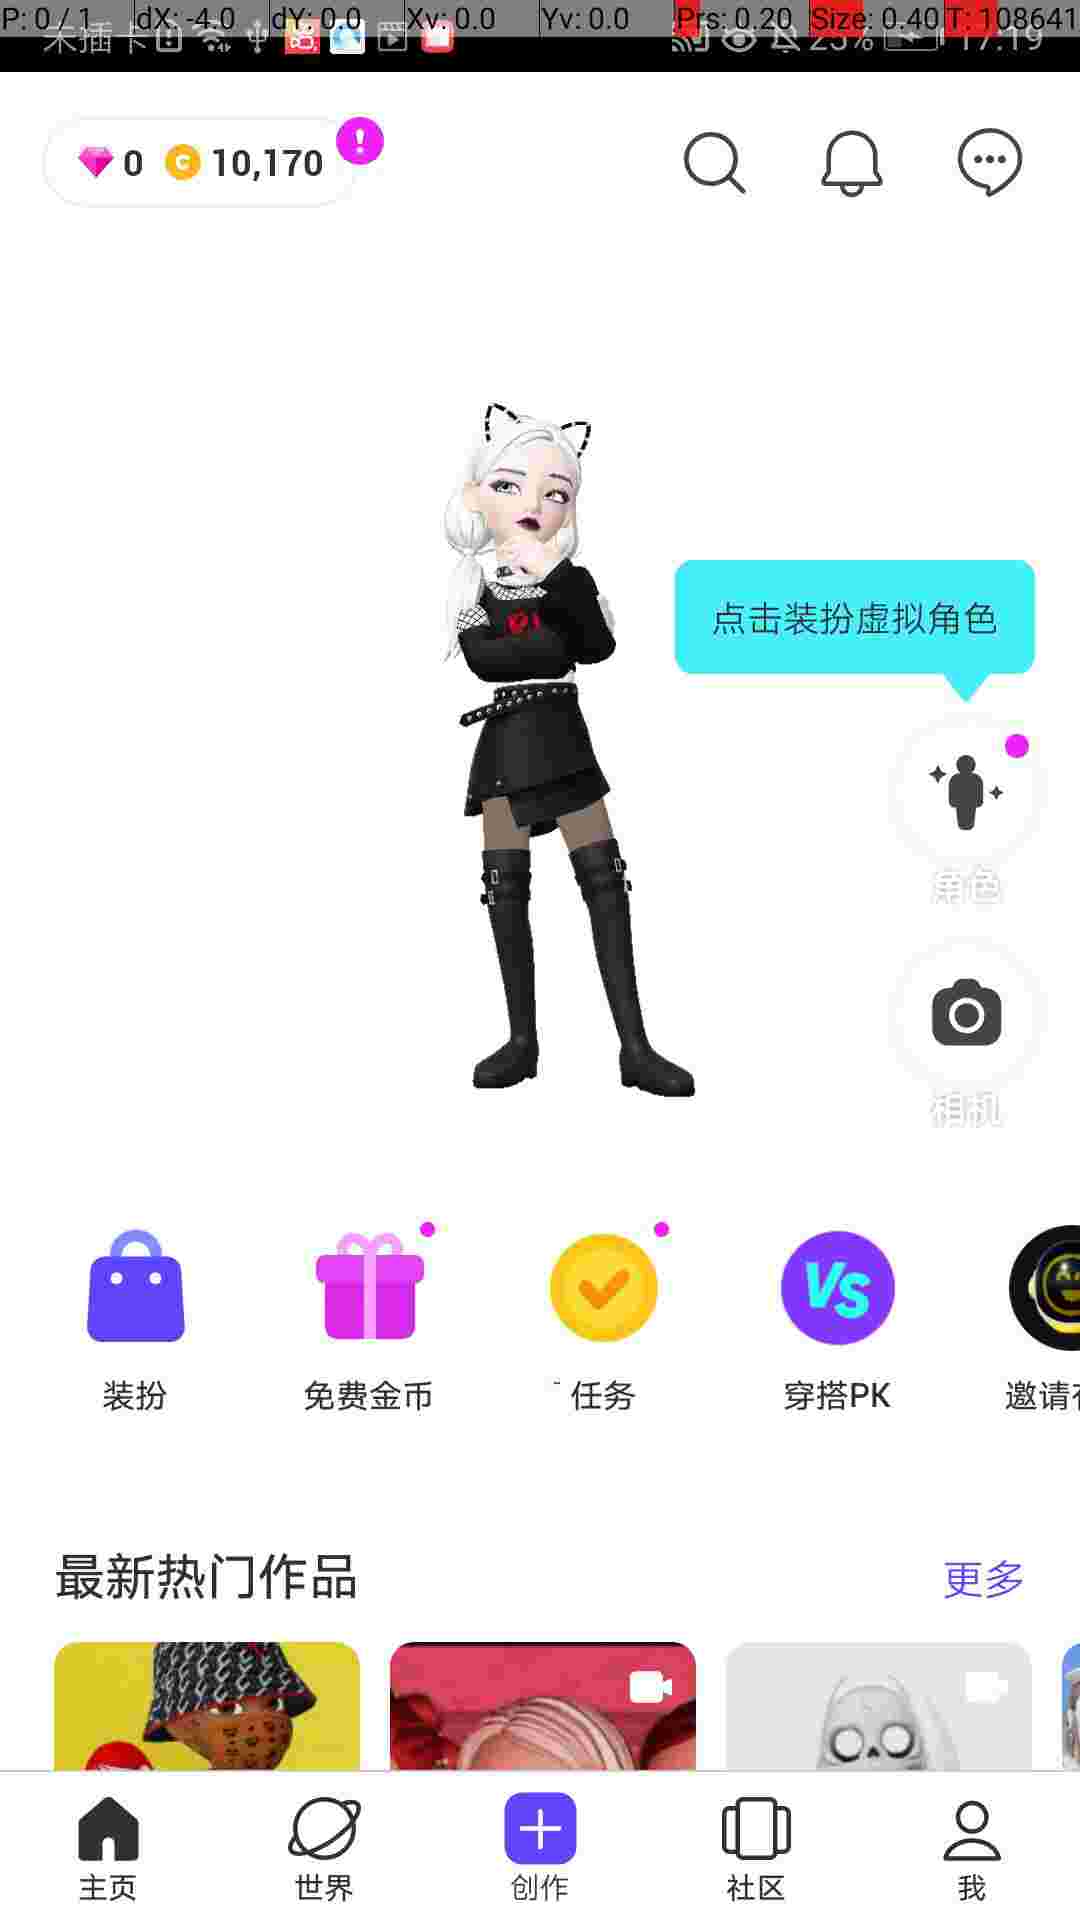 P: 0 / 1 dX: -4.0 dY: 0.0 Xv: 0.0 Yv: 0.0 Prs: 0.20 Size: 0.40 T: 108641
未插卡 25% 17:19
0 10,170
点击装扮虚拟角色
角色
相机
装扮 免费金币 任务 穿搭PK 邀请
最新热门作品 更多
主页 世界 创作 社区 我